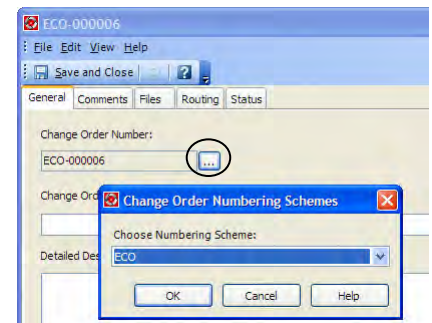 ECO-000006
File Edit View Help
Save and Close
General Comments Files Routing Status
Change Order Number:
ECO-000006
...
Change Ord
Change Order Numbering Schemes
Choose Numbering Scheme:
Detailed Des
ECO
OK Cancel Help